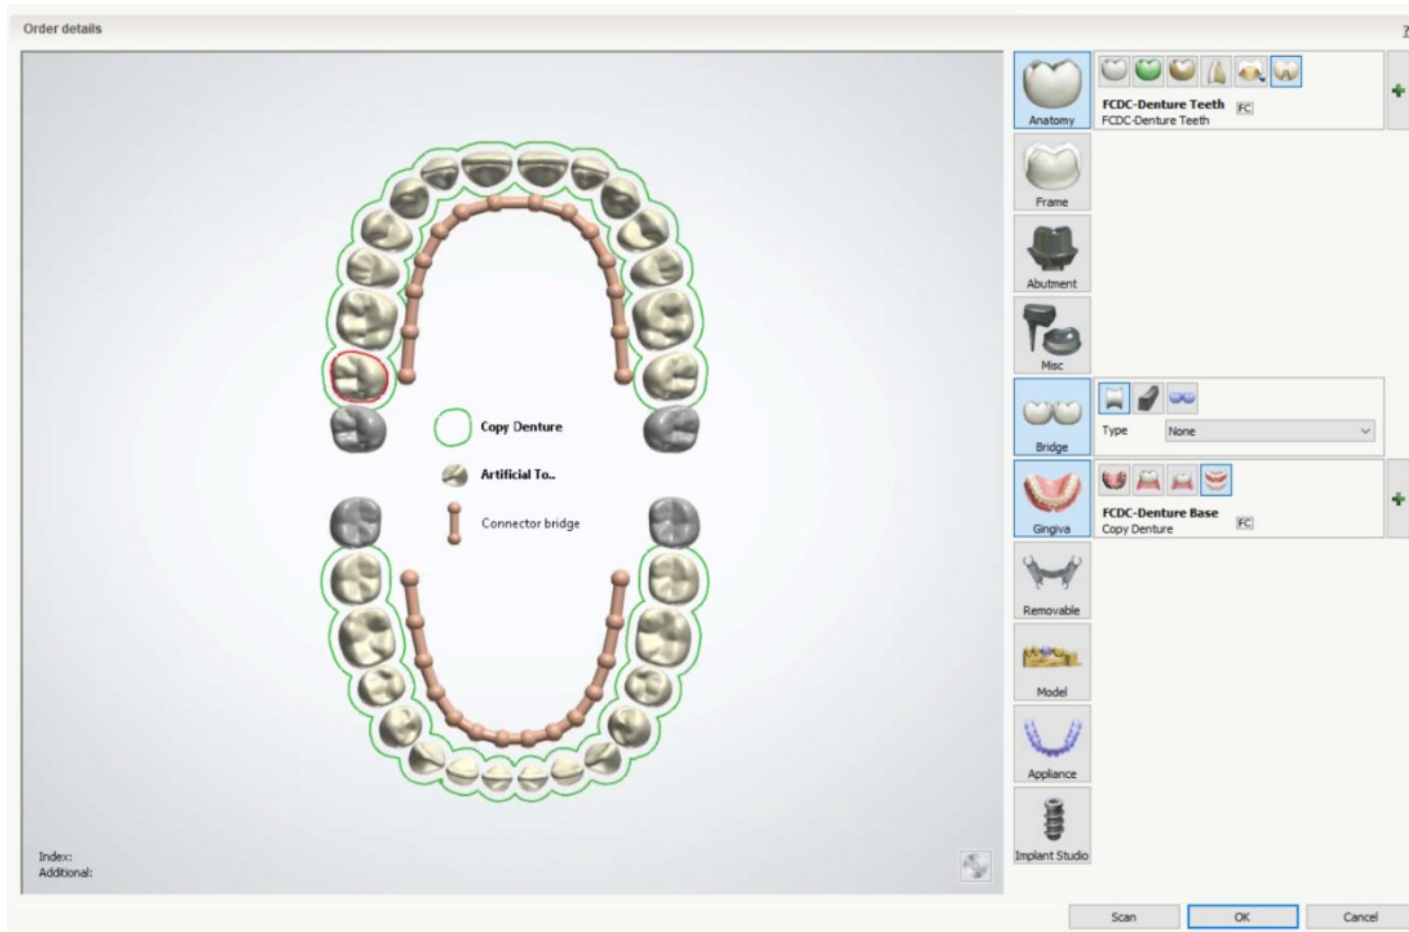 Order details
?
Anatomy
FCDC-Denture Teeth
FC
FCDC-Denture Teeth
Frame
Abutment
Misc
Bridge
Type
None
Gingiva
FCDC-Denture Base
FC
Copy Denture
Removable
Model
Appliance
Implant Studio
Copy Denture
Artificial To..
Connector bridge
Index:
Additional:
Scan
OK
Cancel